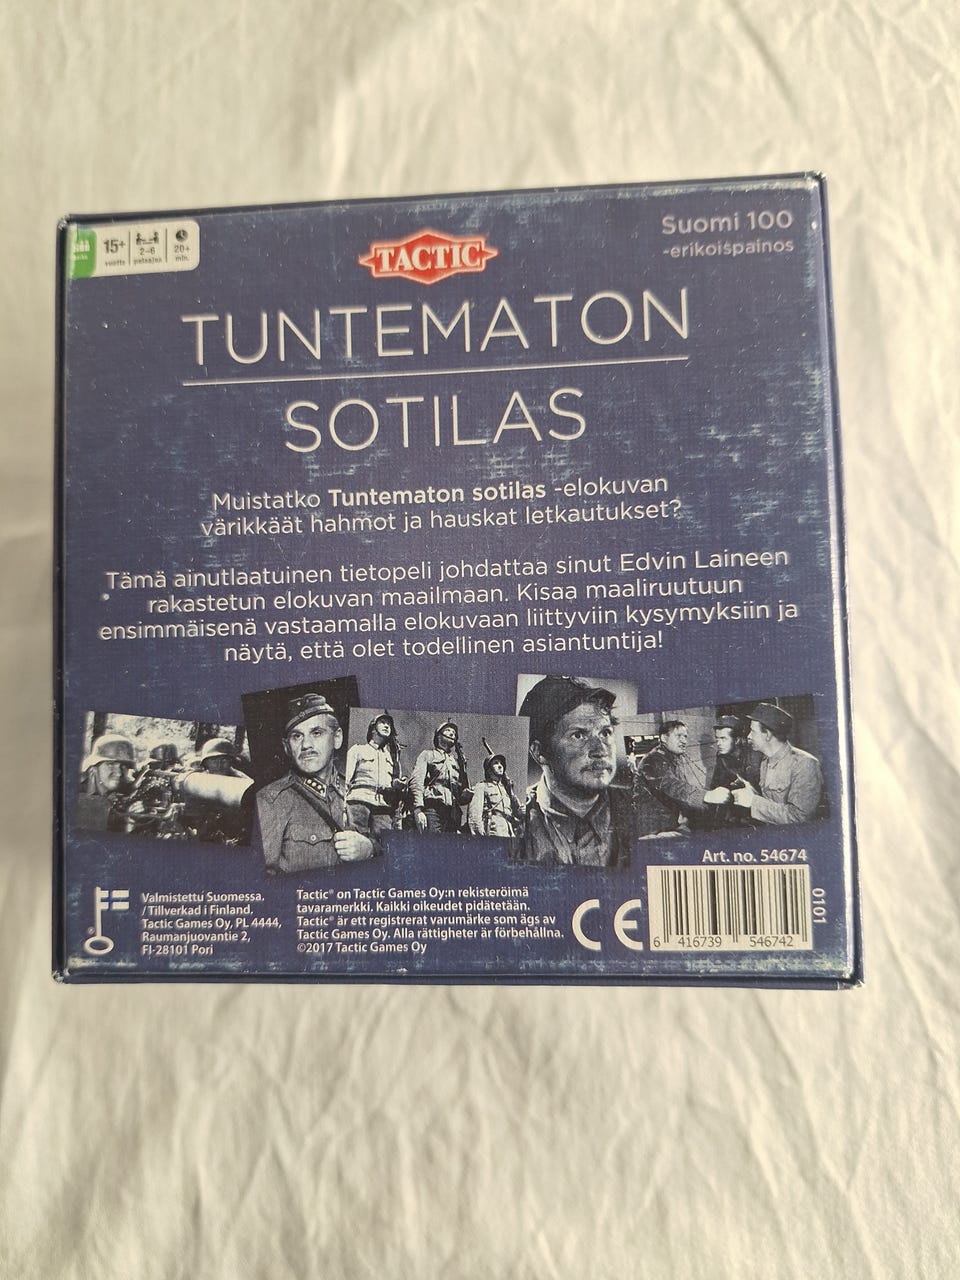 15+
vuotta
2–6
pelaajaa
20+
min.
TACTIC
Suomi 100
-erikoispainos
TUNTEMATON
SOTILAS
Muistatko Tuntematon sotilas -elokuvan
värikkäät hahmot ja hauskat letkautukset?
Tämä ainutlaatuinen tietopeli johdattaa sinut Edvin Laineen
rakastetun elokuvan maailmaan. Kisaa maaliruutuun
ensimmäisenä vastaamalla elokuvaan liittyviin kysymyksiin ja
näytä, että olet todellinen asiantuntija!
Art. no. 54674
Valmistettu Suomessa.
/ Tillverkad i Finland,
Tactic Games Oy, PL 4444,
Raumanjuovantie 2,
FI-28101 Pori
Tactic® on Tactic Games Oy:n rekisteröimä
tavaramerkki. Kaikki oikeudet pidätetään.
Tactic® är ett registrerat varumärke som ägs av
Tactic Games Oy. Alla rättigheter är förbehållna.
©2017 Tactic Games Oy
CE
6 416739 546742
0101